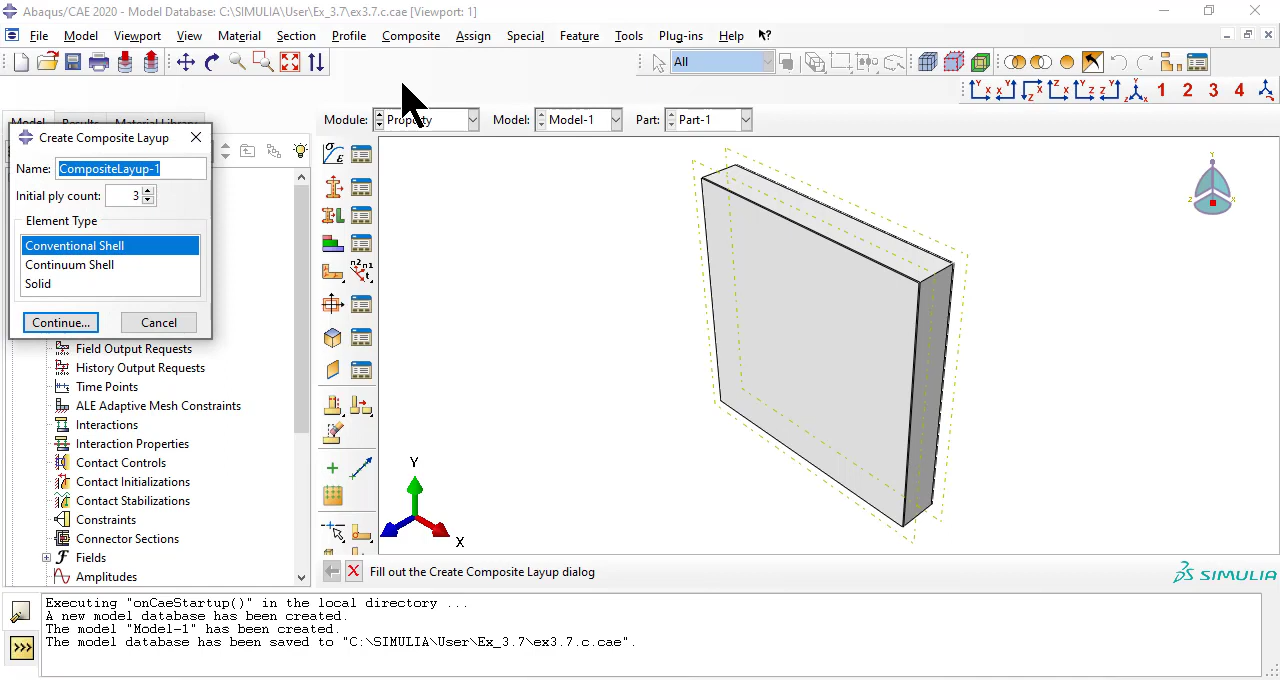 Abaqus/CAE 2020 - Model Database: C:\SIMULIA\User\Ex_3.7\ex3.7.c.cae [Viewport: 1]
File Model Viewport View Material Section Profile Composite Assign Special Feature Tools Plug-ins Help
All
1 2 3 4
Model Results Material Library
Module: Property Model: Model-1 Part: Part-1
Create Composite Layup
Name: CompositeLayup-1
Initial ply count: 3
Element Type
Conventional Shell
Continuum Shell
Solid
Continue... Cancel
Field Output Requests
History Output Requests
Time Points
ALE Adaptive Mesh Constraints
Interactions
Interaction Properties
Contact Controls
Contact Initializations
Contact Stabilizations
Constraints
Connector Sections
Fields
Amplitudes
Y
X
Y
Z
X
Fill out the Create Composite Layup dialog
SIMULIA
Executing "onCaeStartup()" in the local directory ...
A new model database has been created.
The model "Model-1" has been created.
The model database has been saved to "C:\SIMULIA\User\Ex_3.7\ex3.7.c.cae".